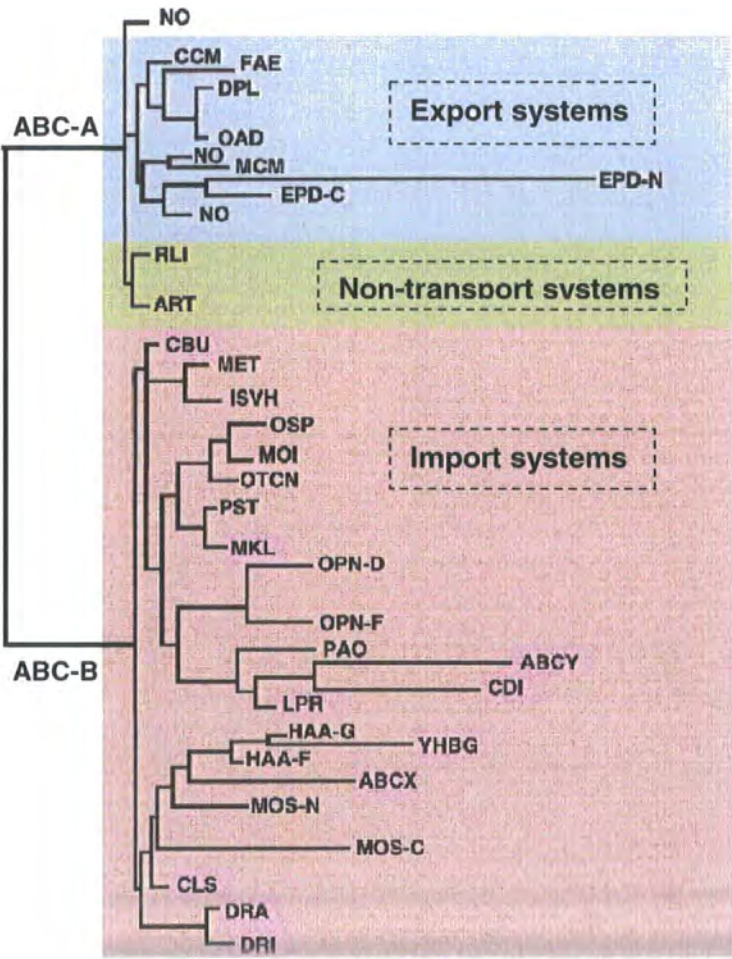 NO
CCM
FAE
DPL
Export systems
ABC-A
OAD
NO
MCM
EPD-N
EPD-C
NO
RLI
Non-transport systems
ART
CBU
MET
ISVH
OSP
MOI
Import systems
OTCN
PST
MKL
OPN-D
OPN-F
PAO
ABCY
ABC-B
CDI
LPR
HAA-G
YHBG
HAA-F
ABCX
MOS-N
MOS-C
CLS
DRA
DRI